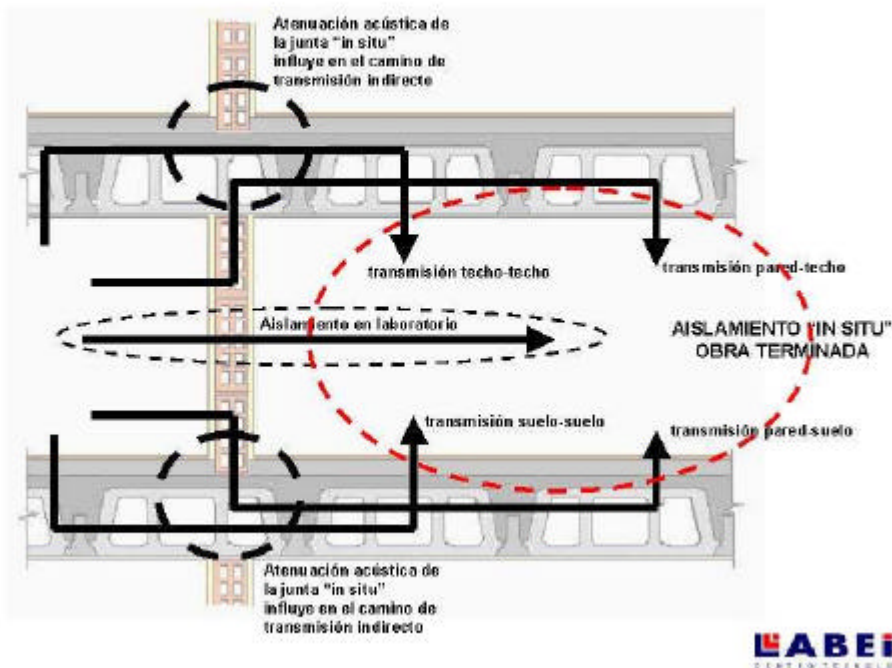 Atenuación acústica de
la junta "in situ"
influye en el camino de
transmisión indirecto
transmisión techo-techo
transmisión pared-techo
Aislamiento en laboratorio
AISLAMIENTO "IN SITU"
OBRA TERMINADA
transmisión suelo-suelo
transmisión pared-suelo
Atenuación acústica de
la junta "in situ"
influye en el camino de
transmisión indirecto
LABEI